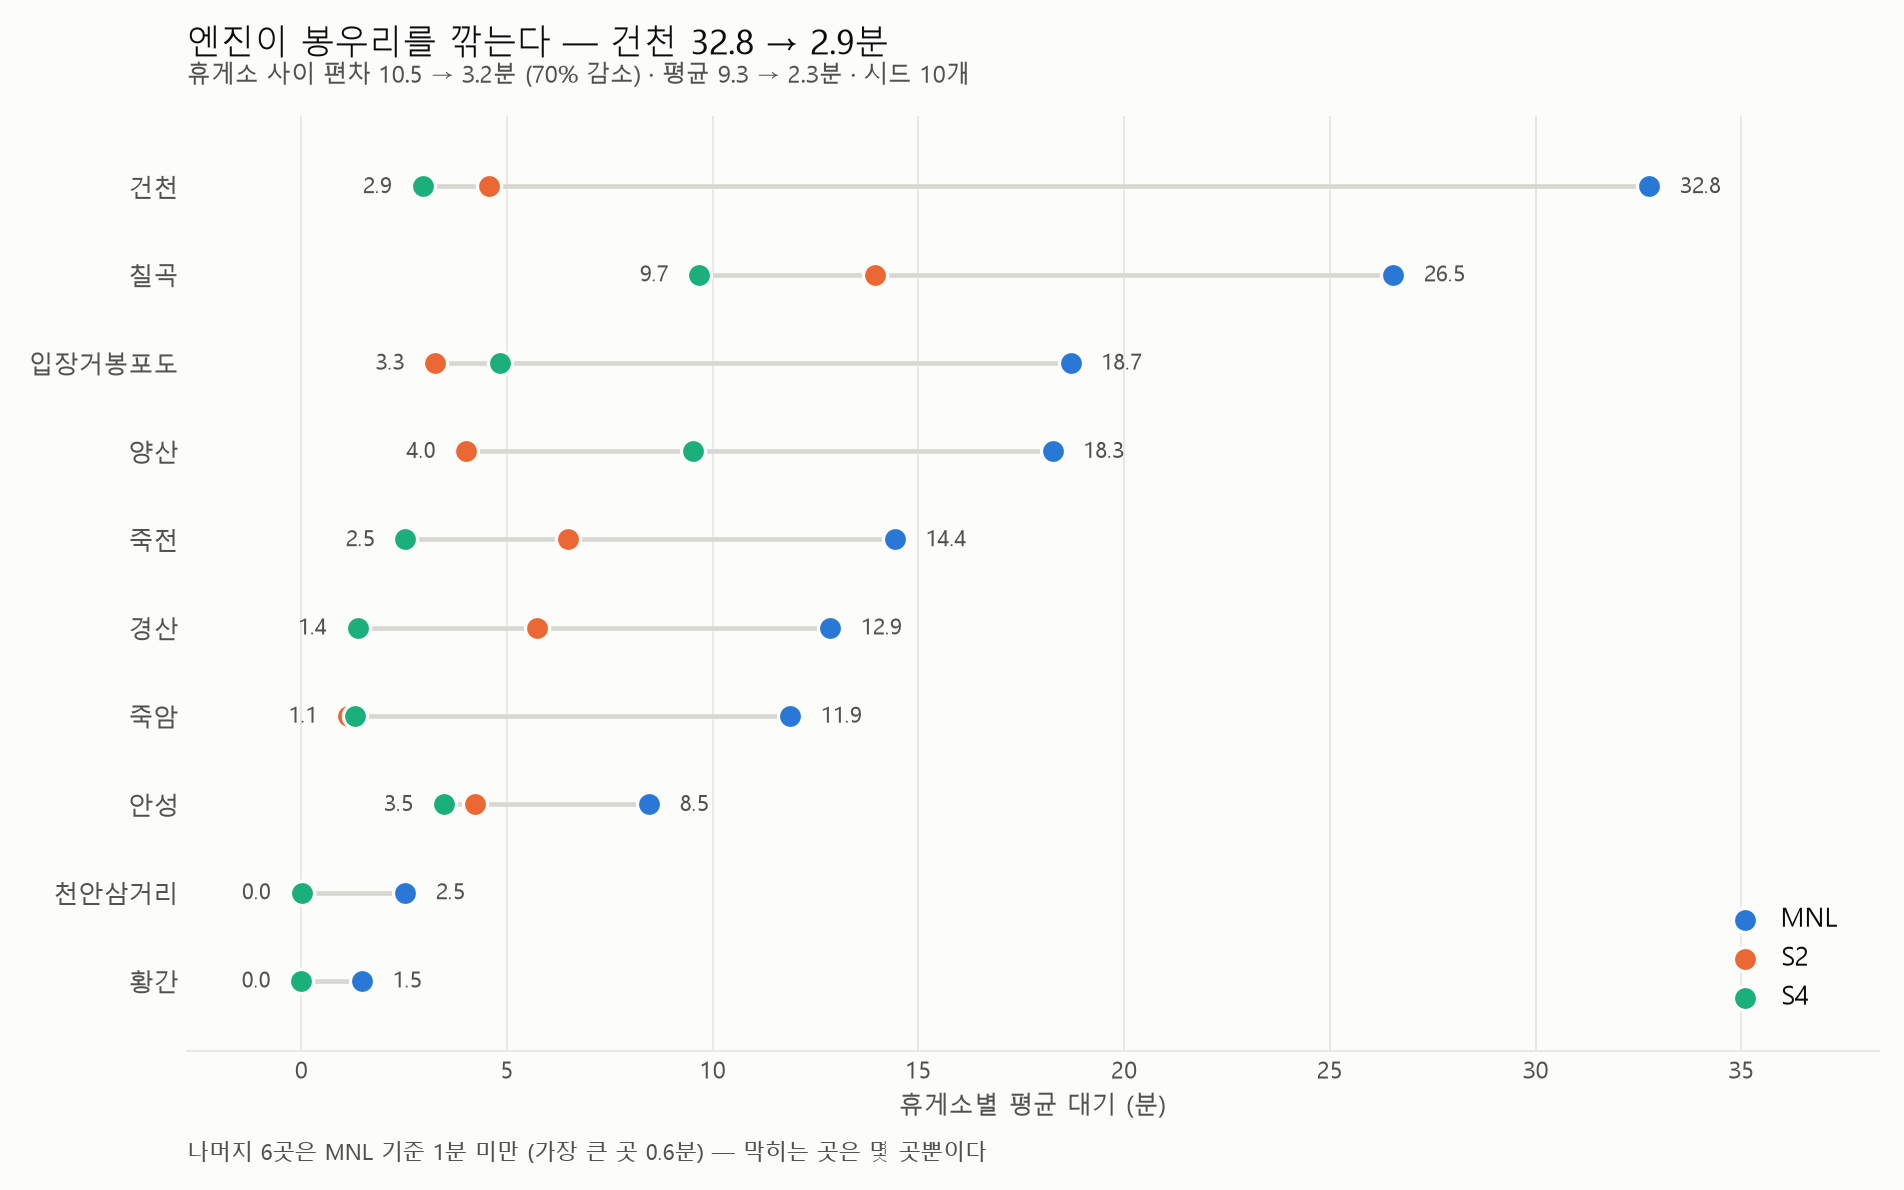 엔진이 봉우리를 깎는다 — 건천 32.8 → 2.9분
휴게소 사이 편차 10.5 → 3.2분 (70% 감소) · 평균 9.3 → 2.3분 · 시드 10개
건천 2.9 32.8
칠곡 9.7 26.5
입장거봉포도 3.3 18.7
양산 4.0 18.3
죽전 2.5 14.4
경산 1.4 12.9
죽암 1.1 11.9
안성 3.5 8.5
천안삼거리 0.0 2.5
황간 0.0 1.5
MNL
S2
S4
0 5 10 15 20 25 30 35
휴게소별 평균 대기 (분)
나머지 6곳은 MNL 기준 1분 미만 (가장 큰 곳 0.6분) — 막히는 곳은 몇 곳뿐이다